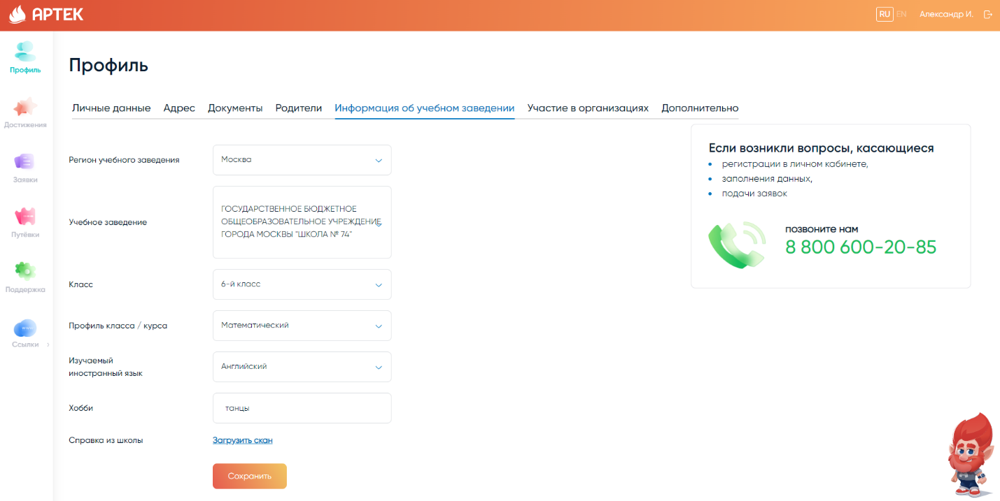 АРТЕК
RU EN Александр И.
Профиль
Достижения
Заявки
Путёвки
Поддержка
Ссылки
Профиль
Личные данные Адрес Документы Родители Информация об учебном заведении Участие в организациях Дополнительно
Регион учебного заведения Москва
Учебное заведение
ГОСУДАРСТВЕННОЕ БЮДЖЕТНОЕ
ОБЩЕОБРАЗОВАТЕЛЬНОЕ УЧРЕЖДЕНИЕ
ГОРОДА МОСКВЫ "ШКОЛА № 74"
Класс 6-й класс
Профиль класса / курса Математический
Изучаемый
иностранный язык
Английский
Хобби танцы
Справка из школы Загрузить скан
Сохранить
Если возникли вопросы, касающиеся
регистрации в личном кабинете,
заполнения данных,
подачи заявок
позвоните нам
8 800 600-20-85